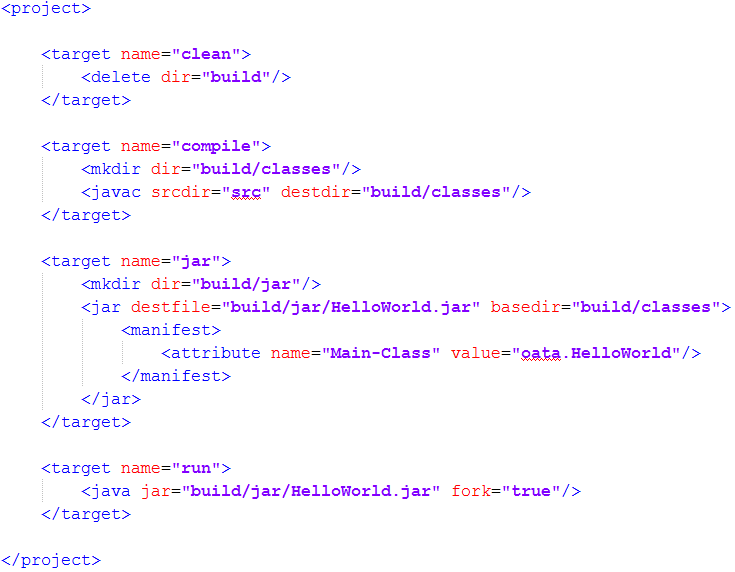 <project>
<target name="clean">
<delete dir="build"/>
</target>
<target name="compile">
<mkdir dir="build/classes"/>
<javac srcdir="src" destdir="build/classes"/>
</target>
<target name="jar">
<mkdir dir="build/jar"/>
<jar destfile="build/jar/HelloWorld.jar" basedir="build/classes">
<manifest>
<attribute name="Main-Class" value="oata.HelloWorld"/>
</manifest>
</jar>
</target>
<target name="run">
<java jar="build/jar/HelloWorld.jar" fork="true"/>
</target>
</project>